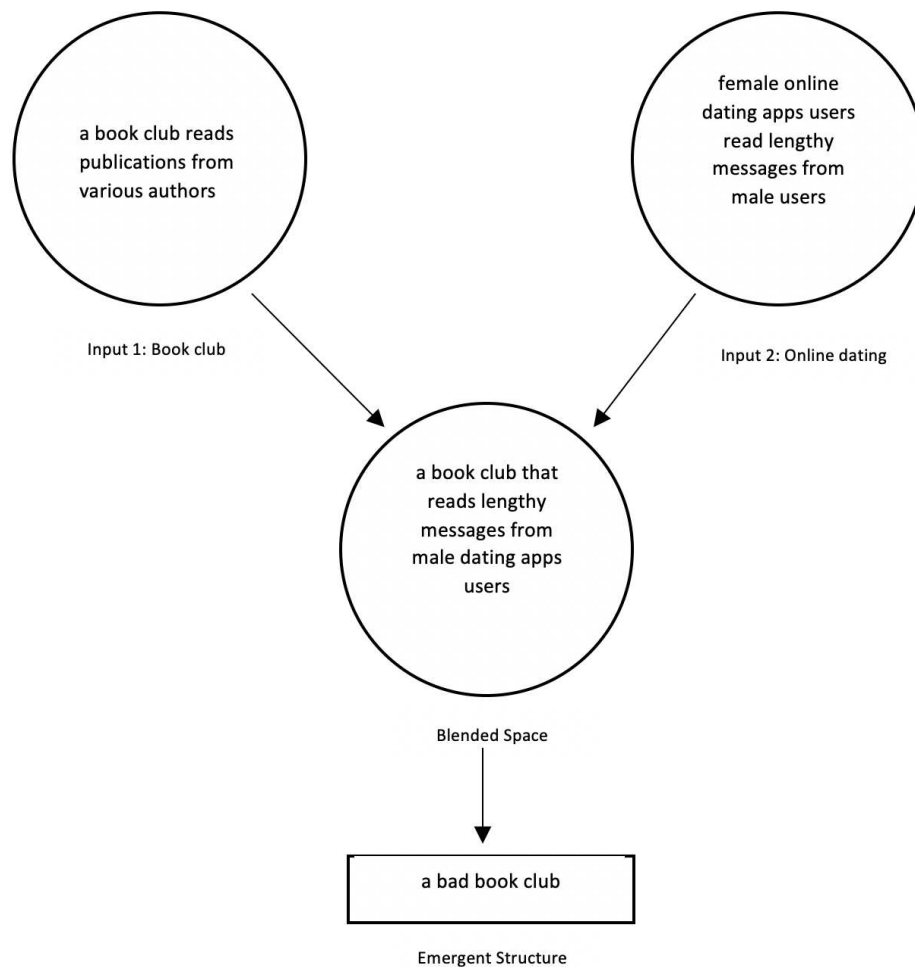 a book club reads
publications from
various authors
female online
dating apps users
read lengthy
messages from
male users
Input 1: Book club
Input 2: Online dating
a book club that
reads lengthy
messages from
male dating apps
users
Blended Space
a bad book club
Emergent Structure